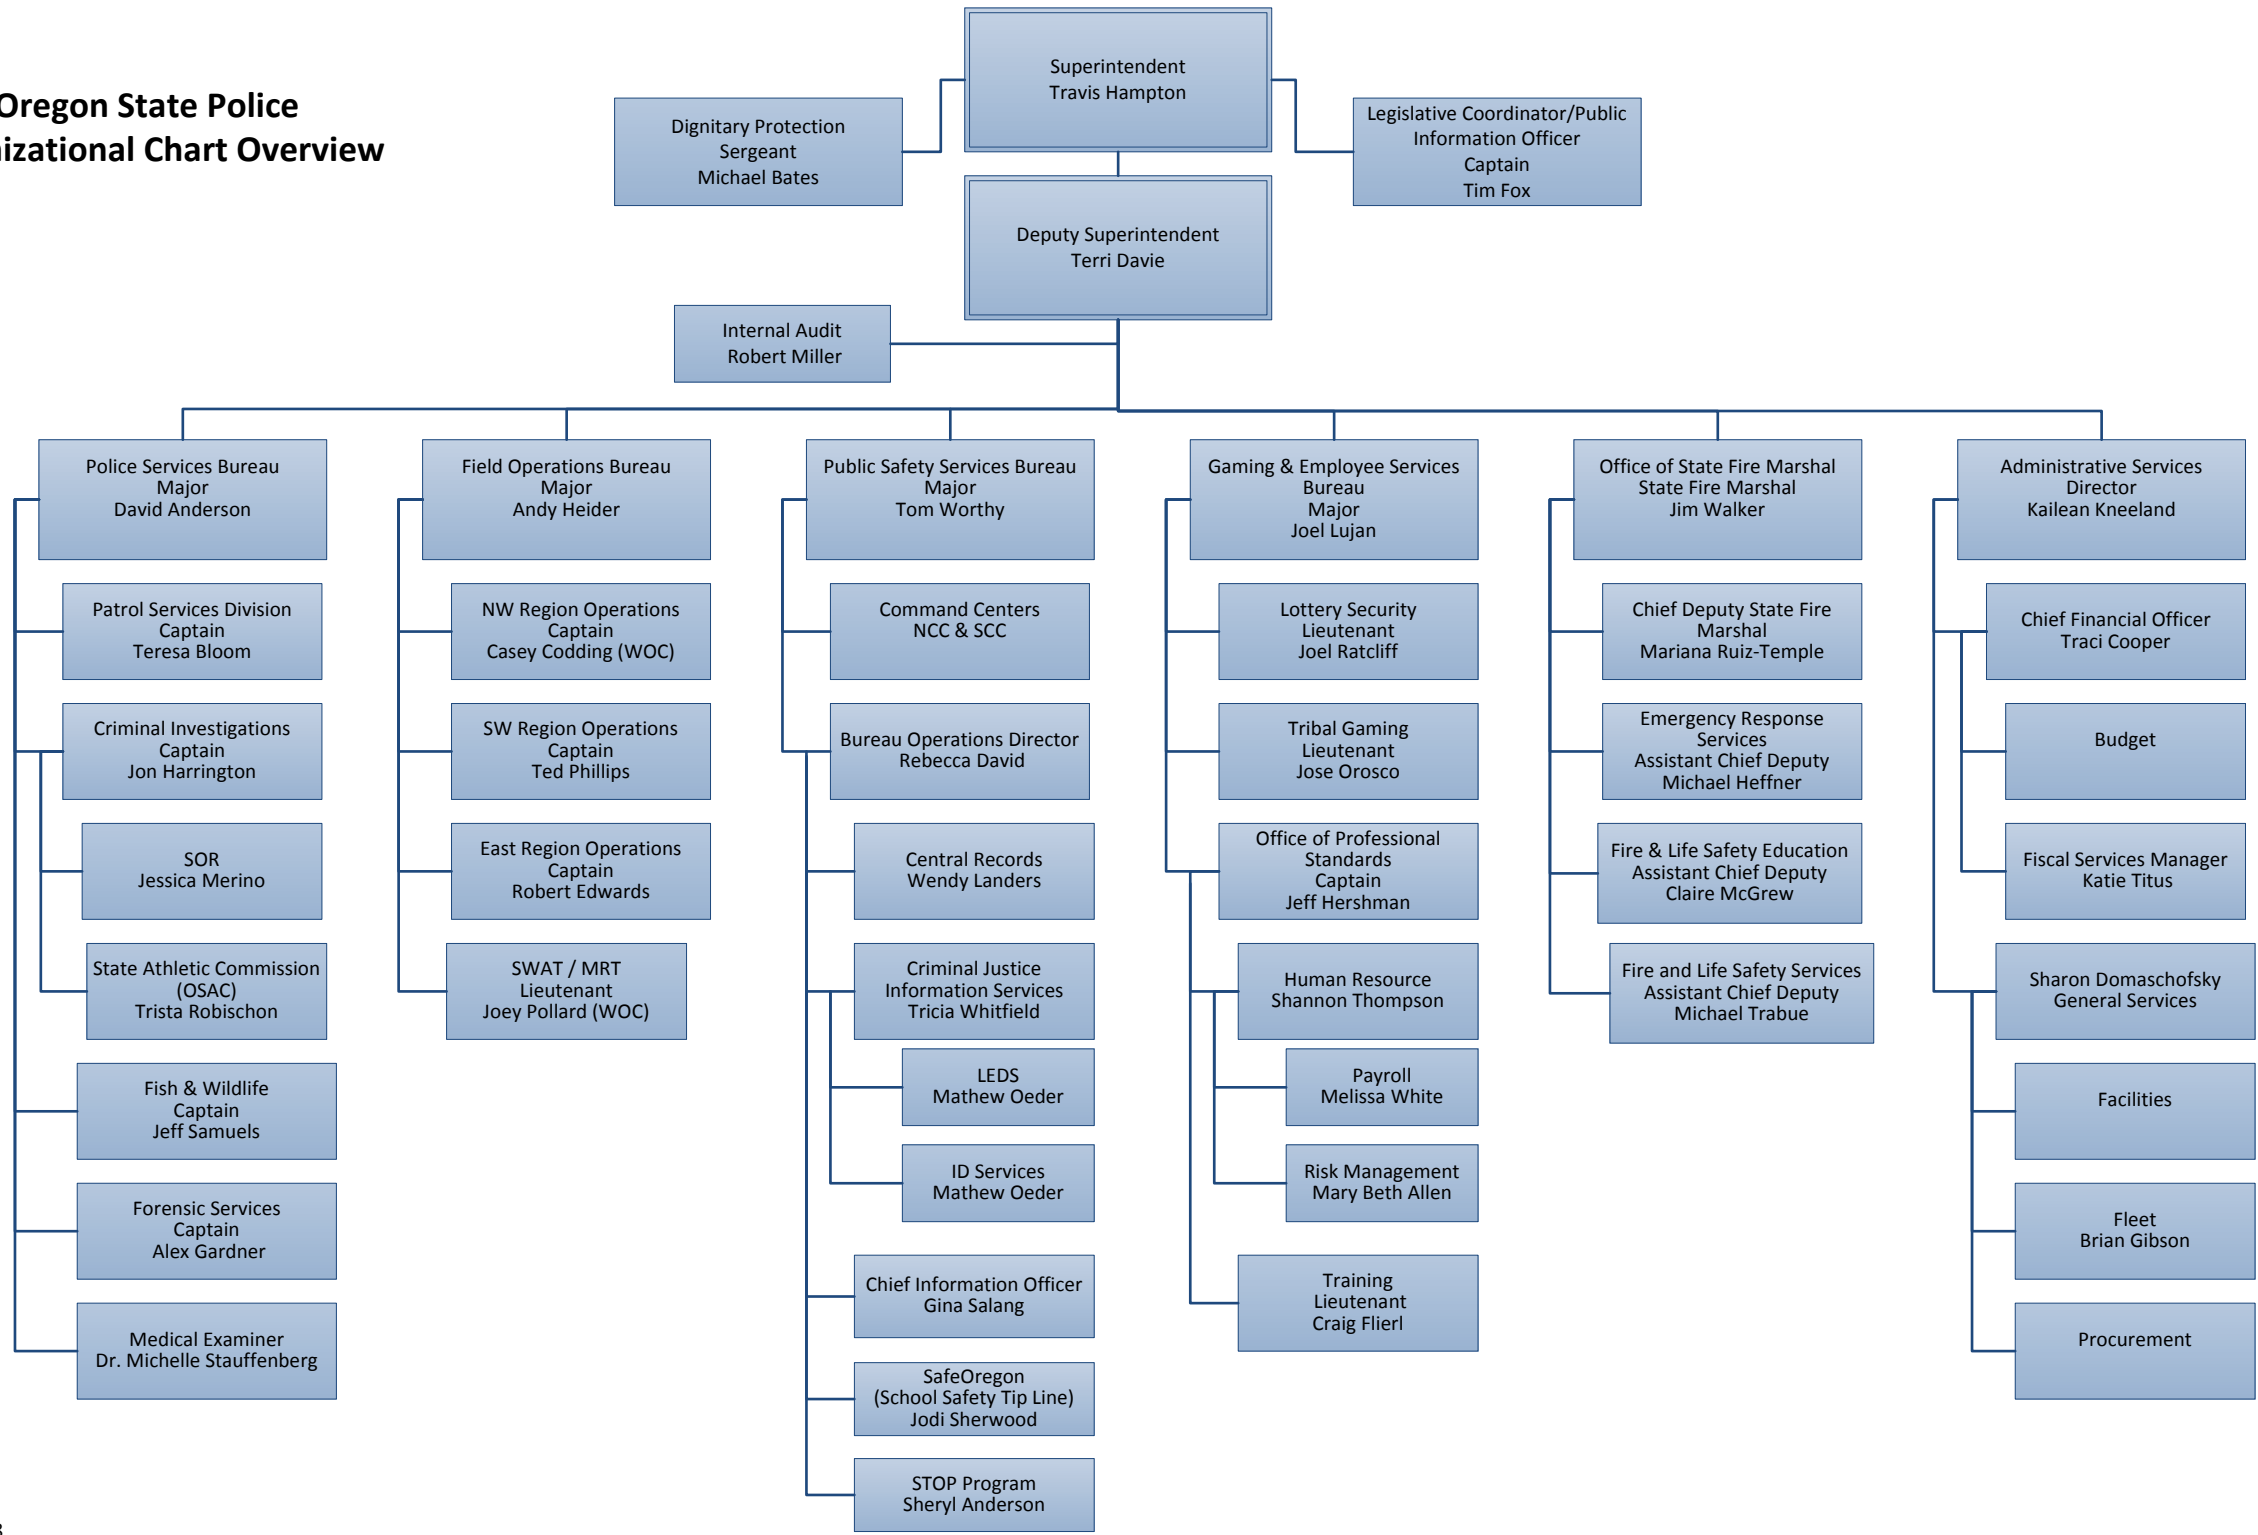 Oregon State Police
nizational Chart Overview
Superintendent
Travis Hampton
Dignitary Protection
Sergeant
Michael Bates
Legislative Coordinator/Public
Information Officer
Captain
Tim Fox
Deputy Superintendent
Terri Davie
Internal Audit
Robert Miller
Police Services Bureau
Major
David Anderson
Patrol Services Division
Captain
Teresa Bloom
Criminal Investigations
Captain
Jon Harrington
SOR
Jessica Merino
State Athletic Commission
(OSAC)
Trista Robischon
Fish & Wildlife
Captain
Jeff Samuels
Forensic Services
Captain
Alex Gardner
Medical Examiner
Dr. Michelle Stauffenberg
Field Operations Bureau
Major
Andy Heider
NW Region Operations
Captain
Casey Codding (WOC)
SW Region Operations
Captain
Ted Phillips
East Region Operations
Captain
Robert Edwards
SWAT / MRT
Lieutenant
Joey Pollard (WOC)
Public Safety Services Bureau
Major
Tom Worthy
Command Centers
NCC & SCC
Bureau Operations Director
Rebecca David
Central Records
Wendy Landers
Criminal Justice
Information Services
Tricia Whitfield
LEDS
Mathew Oeder
ID Services
Mathew Oeder
Chief Information Officer
Gina Salang
SafeOregon
(School Safety Tip Line)
Jodi Sherwood
STOP Program
Sheryl Anderson
Gaming & Employee Services
Bureau
Major
Joel Lujan
Lottery Security
Lieutenant
Joel Ratcliff
Tribal Gaming
Lieutenant
Jose Orosco
Office of Professional
Standards
Captain
Jeff Hershman
Human Resource
Shannon Thompson
Payroll
Melissa White
Risk Management
Mary Beth Allen
Training
Lieutenant
Craig Flierl
Office of State Fire Marshal
State Fire Marshal
Jim Walker
Chief Deputy State Fire
Marshal
Mariana Ruiz-Temple
Emergency Response
Services
Assistant Chief Deputy
Michael Heffner
Fire & Life Safety Education
Assistant Chief Deputy
Claire McGrew
Fire and Life Safety Services
Assistant Chief Deputy
Michael Trabue
Administrative Services
Director
Kailean Kneeland
Chief Financial Officer
Traci Cooper
Budget
Fiscal Services Manager
Katie Titus
Sharon Domaschofsky
General Services
Facilities
Fleet
Brian Gibson
Procurement